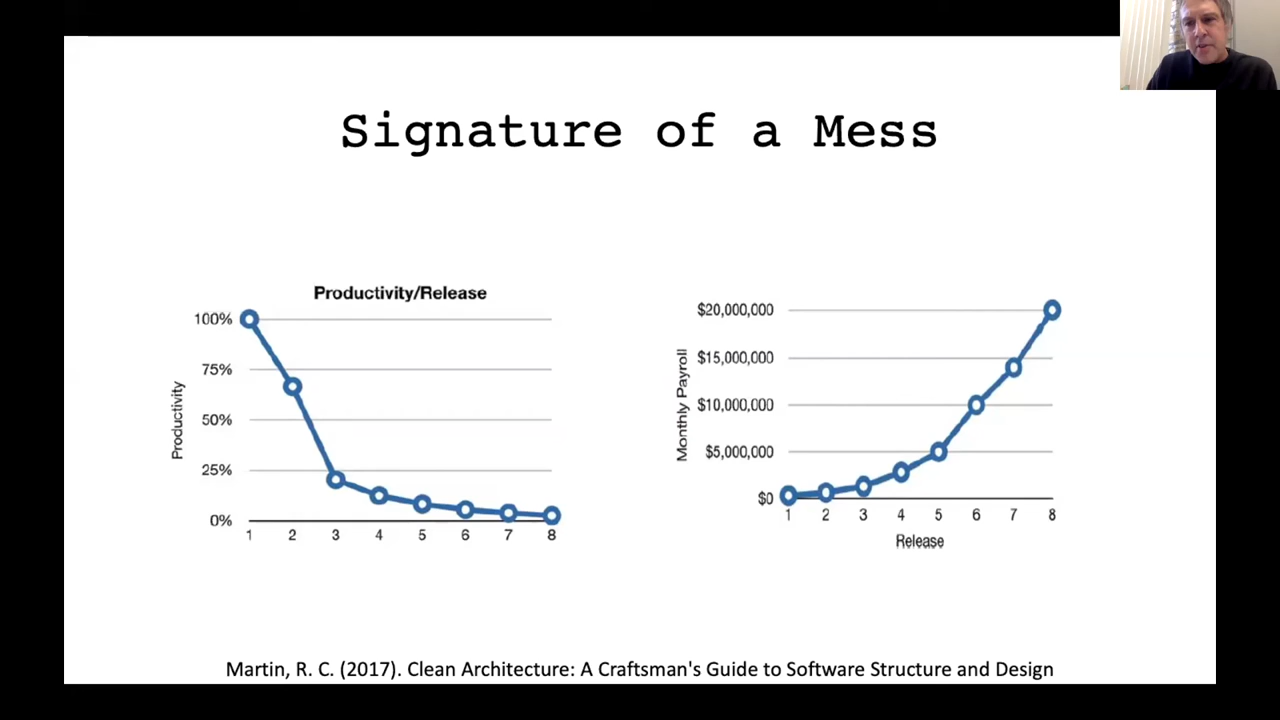 Signature of a Mess
Productivity/Release
100%
75%
50%
25%
0%
Productivity
1 2 3 4 5 6 7 8
$20,000,000
$15,000,000
$10,000,000
$5,000,000
$0
Monthly Payroll
1 2 3 4 5 6 7 8
Release
Martin, R. C. (2017). Clean Architecture: A Craftsman's Guide to Software Structure and Design